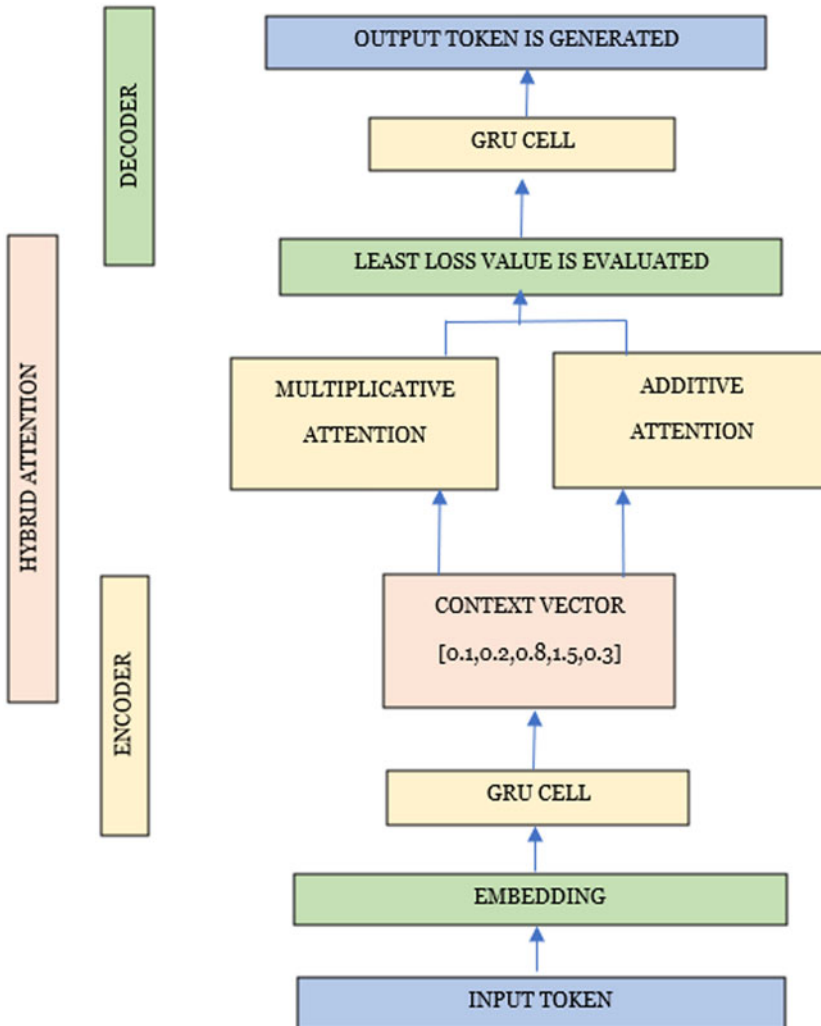 DECODER
HYBRID ATTENTION
ENCODER
OUTPUT TOKEN IS GENERATED
GRU CELL
LEAST LOSS VALUE IS EVALUATED
MULTIPLICATIVE
ATTENTION
ADDITIVE
ATTENTION
CONTEXT VECTOR
[0.1,0.2,0.8,1.5,0.3]
GRU CELL
EMBEDDING
INPUT TOKEN